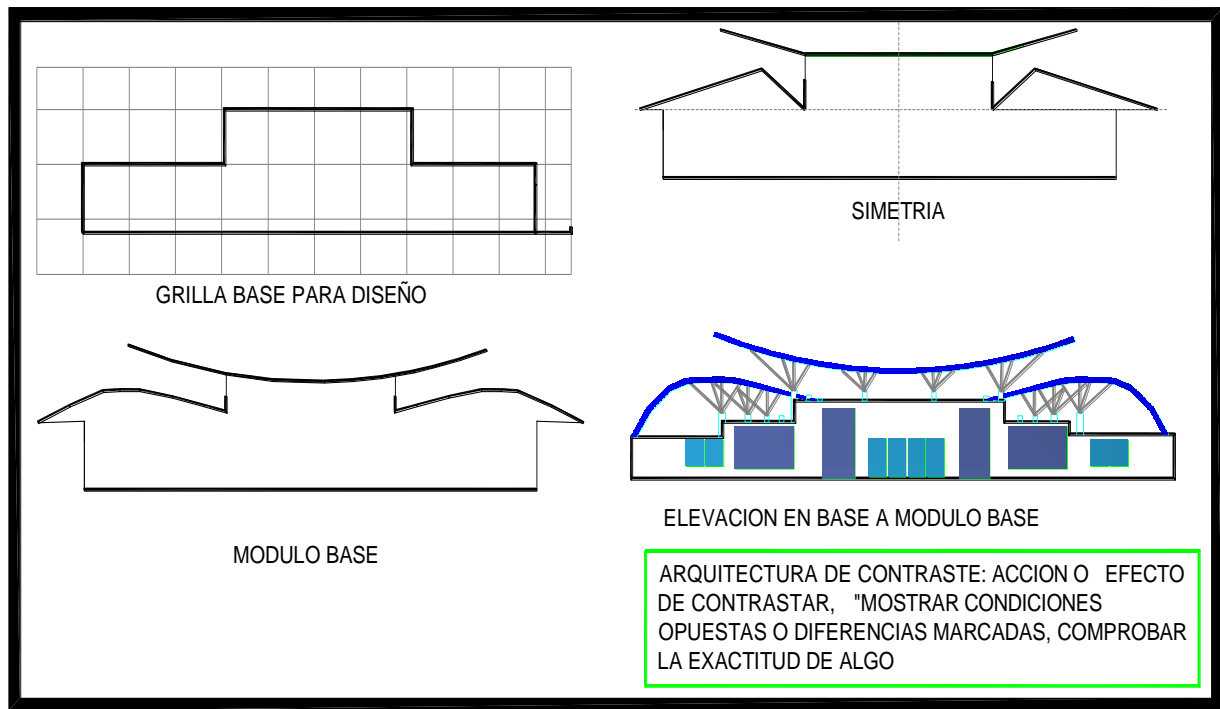 GRILLA BASE PARA DISEÑO
SIMETRIA
MODULO BASE
ELEVACION EN BASE A MODULO BASE
ARQUITECTURA DE CONTRASTE: ACCION O EFECTO
DE CONTRASTAR, "MOSTRAR CONDICIONES
OPUESTAS O DIFERENCIAS MARCADAS, COMPROBAR
LA EXACTITUD DE ALGO